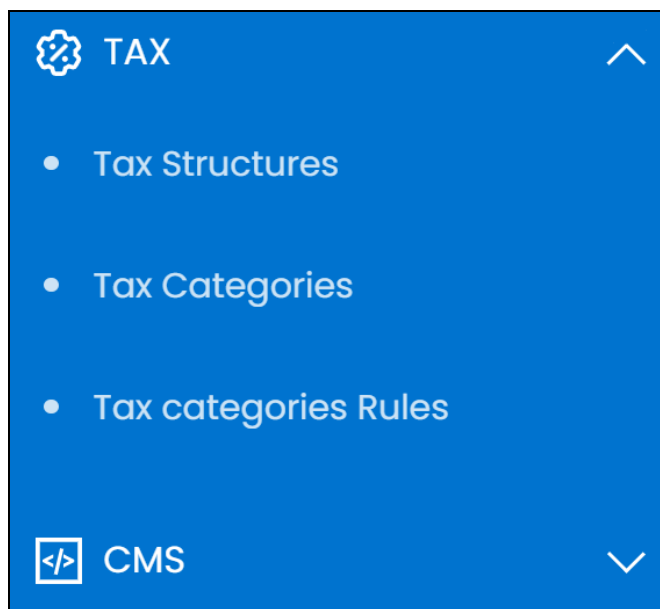 TAX
Tax Structures
Tax Categories
Tax categories Rules
</> CMS